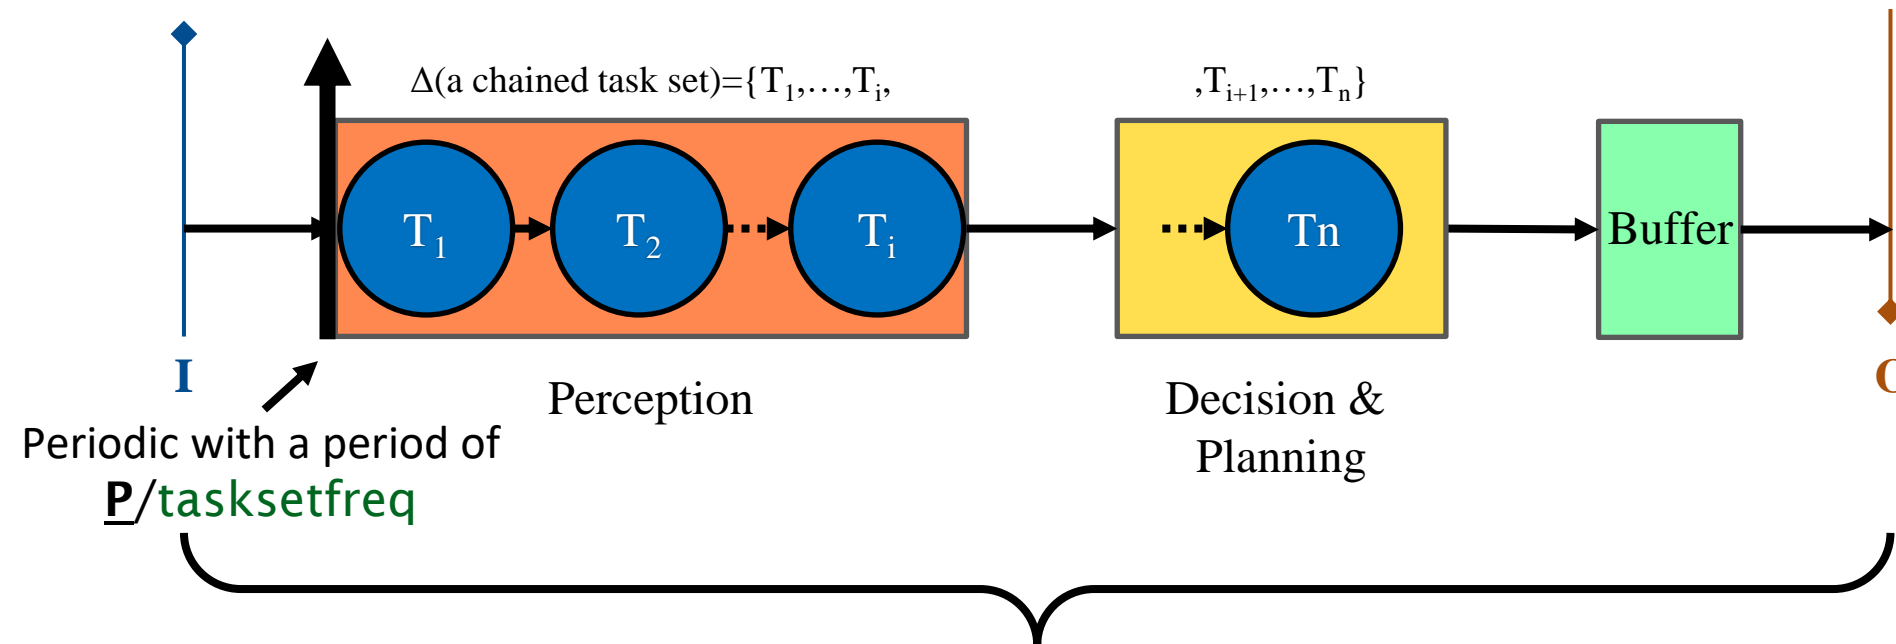 Δ(a chained task set)={T₁,…,Tᵢ,
,Tᵢ₊₁,…,Tₙ}
T₁
T₂
Tᵢ
Tn
Buffer
I
Perception
Decision &
Planning
Periodic with a period of
P/tasksetfreq